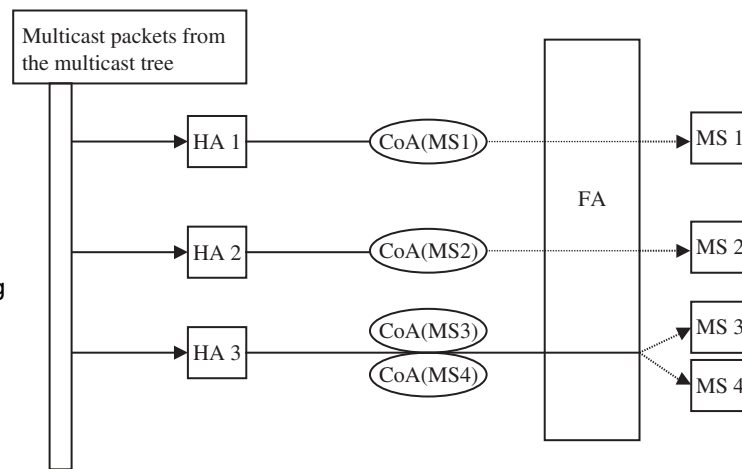 Multicast packets from
the multicast tree
HA 1
CoA(MS1)
MS 1
FA
HA 2
CoA(MS2)
MS 2
g
CoA(MS3)
MS 3
HA 3
CoA(MS4)
MS 4